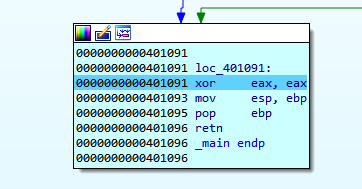 0000000000401091
0000000000401091 loc_401091:
0000000000401091 xor eax, eax
0000000000401093 mov esp, ebp
0000000000401095 pop ebp
0000000000401096 retn
0000000000401096 _main endp
0000000000401096